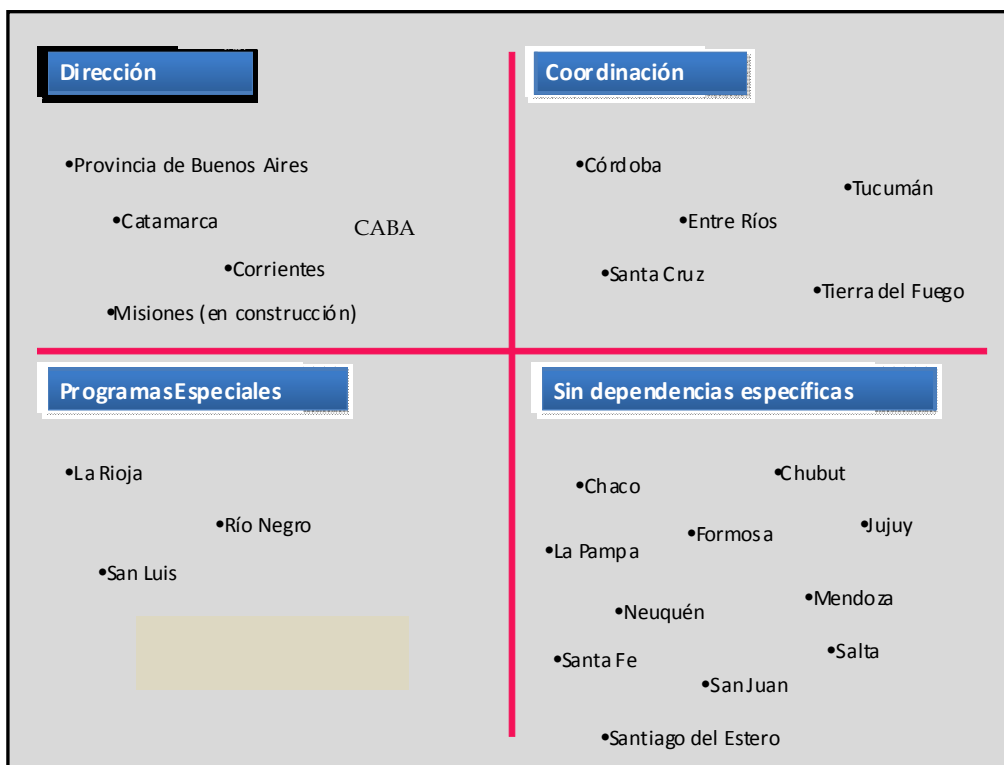 Dirección
•Provincia de Buenos Aires
•Catamarca
CABA
•Corrientes
•Misiones (en construcción)
Coordinación
•Córdoba
•Tucumán
•Entre Ríos
•Santa Cruz
•Tierra del Fuego
Programas Especiales
•La Rioja
•Río Negro
•San Luis
Sin dependencias específicas
•Chaco
•Chubut
•Formosa
•Jujuy
•La Pampa
•Neuquén
•Mendoza
•Santa Fe
•Salta
•San Juan
•Santiago del Estero